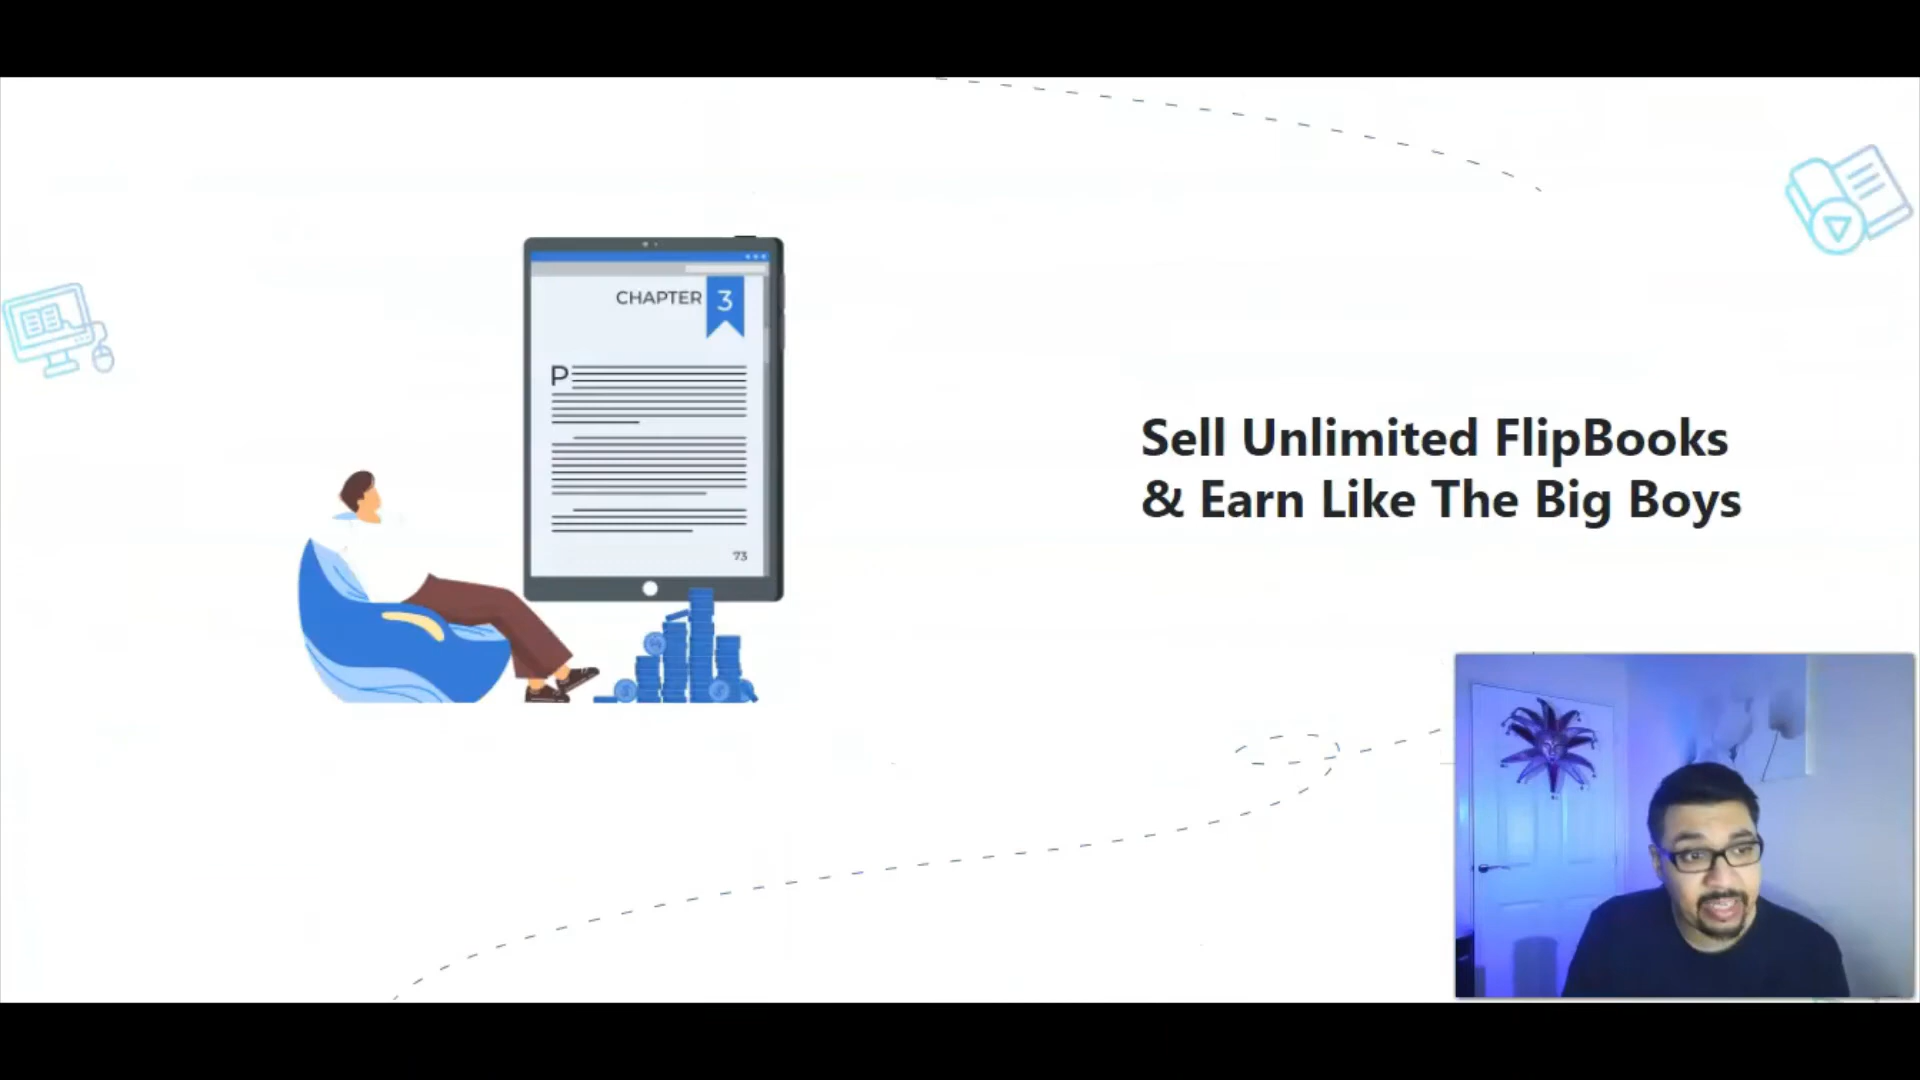 CHAPTER 3
P
73
Sell Unlimited FlipBooks
& Earn Like The Big Boys